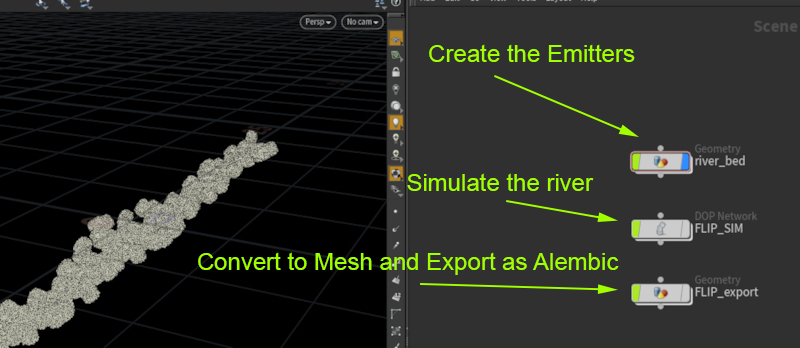 Persp
No cam
Scene
Create the Emitters
Geometry
river_bed
Simulate the river
DOP Network
FLIP_SIM
Convert to Mesh and Export as Alembic
Geometry
FLIP_export